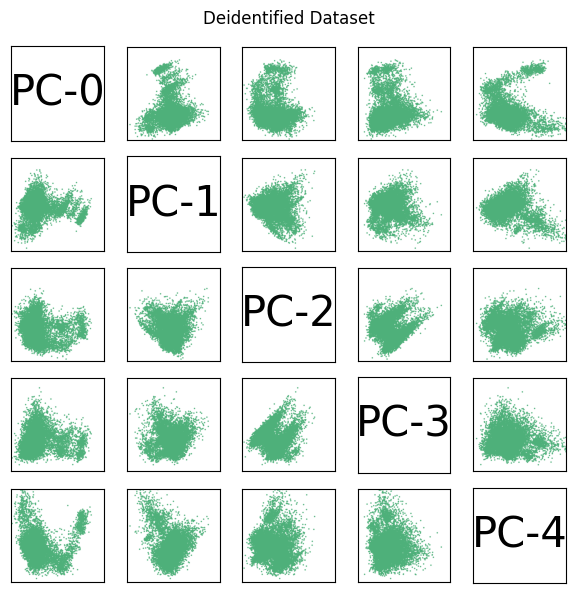 Deidentified Dataset
PC-0
PC-1
PC-2
PC-3
PC-4